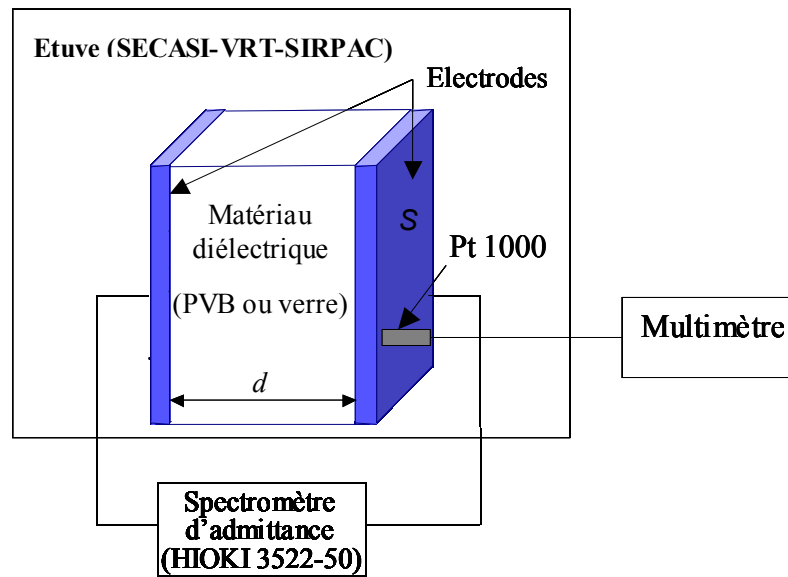 Etuve (SECASI-VRT-SIRPAC)
Electrodes
Matériau
diélectrique
(PVB ou verre)
S
Pt 1000
d
Multimètre
Spectromètre
d'admittance
(HIOKI 3522-50)